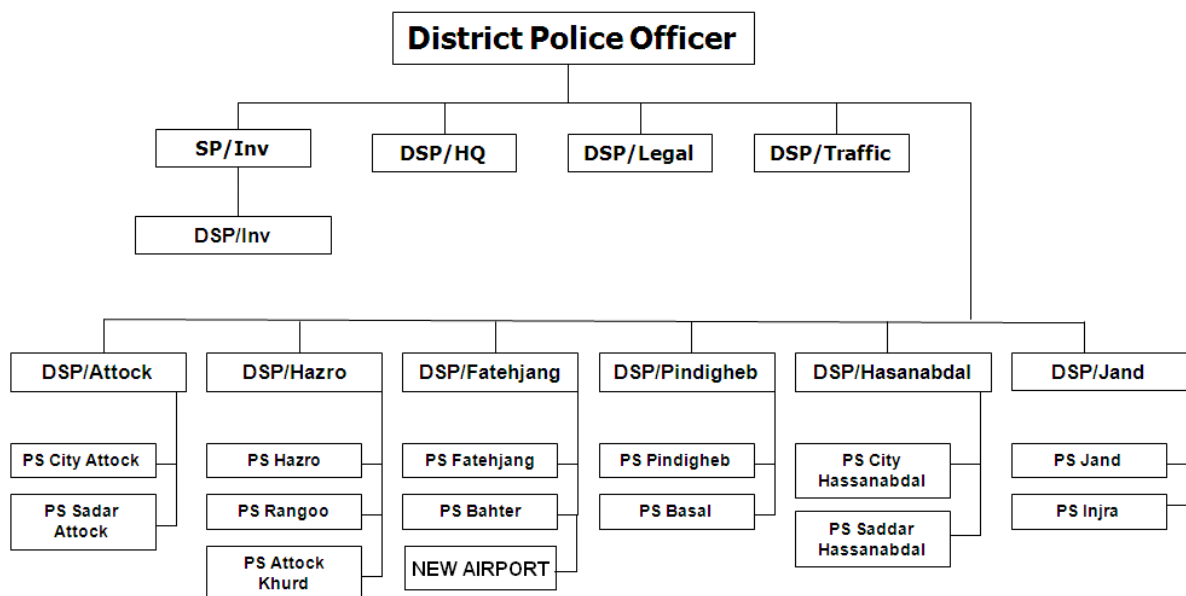 District Police Officer
SP/Inv
DSP/HQ
DSP/Legal
DSP/Traffic
DSP/Inv
DSP/Attock
DSP/Hazro
DSP/Fatehjang
DSP/Pindigheb
DSP/Hasanabdal
DSP/Jand
PS City Attock
PS Hazro
PS Fatehjang
PS Pindigheb
PS City
Hassanabdal
PS Jand
PS Sadar
Attock
PS Rangoo
PS Bahter
PS Basal
PS Saddar
Hassanabdal
PS Injra
PS Attock
Khurd
NEW AIRPORT